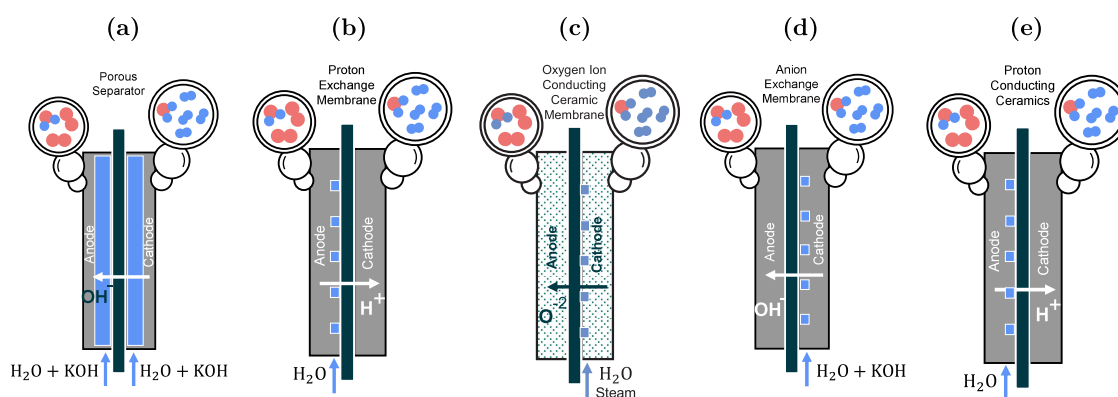 (a)
Porous
Separator
Anode
Cathode
OH⁻
H₂O + KOH
H₂O + KOH
(b)
Proton
Exchange
Membrane
Anode
Cathode
H⁺
H₂O
(c)
Oxygen Ion
Conducting
Ceramic
Membrane
Anode
Cathode
O⁻²
H₂O
Steam
(d)
Anion
Exchange
Membrane
Anode
Cathode
OH⁻
H₂O + KOH
(e)
Proton
Conducting
Ceramics
Anode
Cathode
H⁺
H₂O